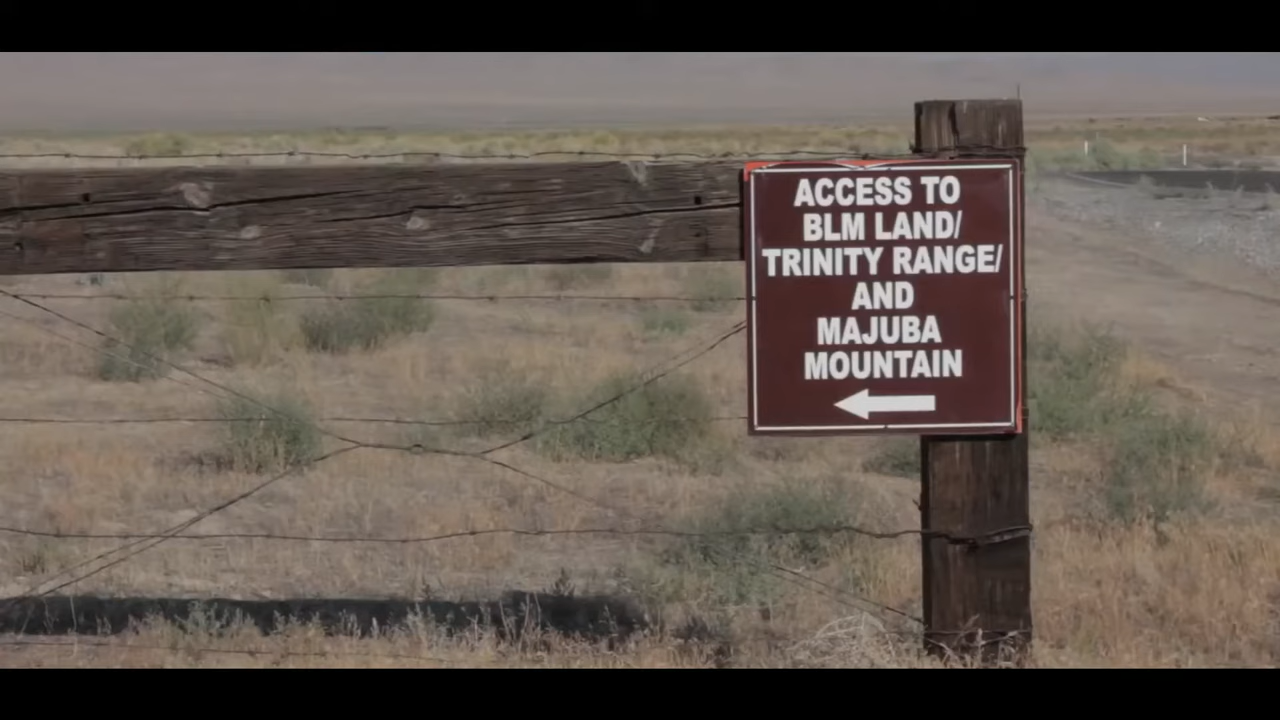 ACCESS TO
BLM LAND/
TRINITY RANGE/
AND
MAJUBA
MOUNTAIN